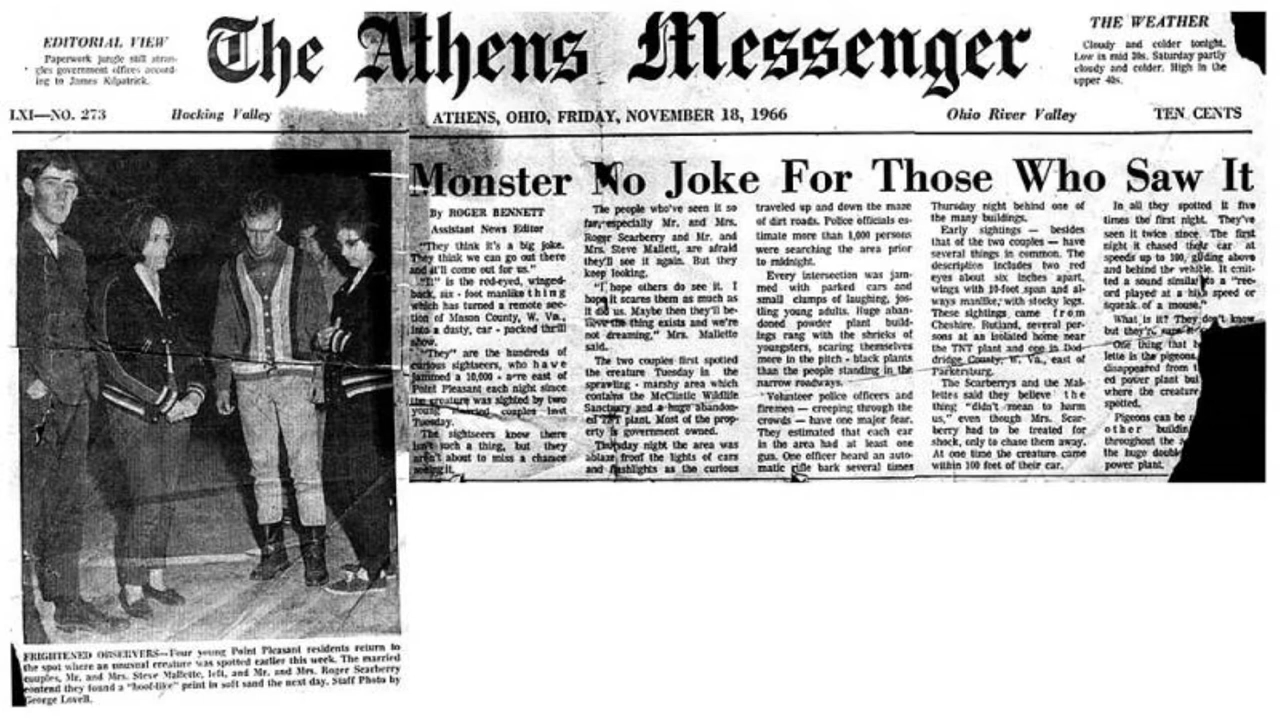 EDITORIAL VIEW
Paperwork jungle still stran-
gles government offices accord-
ing to James Kilpatrick.
The Athens Messenger
THE WEATHER
Cloudy and colder tonight.
Low in mid 20s. Saturday partly
cloudy and colder. High in the
upper 40s.
LXI—NO. 273
Hocking Valley
ATHENS, OHIO, FRIDAY, NOVEMBER 18, 1966
Ohio River Valley
TEN CENTS
Monster No Joke For Those Who Saw It
By ROGER BENNETT
Assistant News Editor
"They think it's a big joke.
They think we can go out there
and it'll come out for us."
"It" is the red-eyed, winged-
back, six - foot manlike thing
which has turned a remote sec-
tion of Mason County, W. Va.,
into a dusty, car - packed thrill
show.
"They" are the hundreds of
curious sightseers, who have
jammed a 10,000 - acre east of
Point Pleasant each night since
the creature was sighted by two
young married couples last
Tuesday.
The sightseers know there
isn't such a thing, but they
aren't about to miss a chance
seeing it.
The people who've seen it so
far, especially Mr. and Mrs.
Roger Scarberry and Mr. and
Mrs. Steve Mallett, are afraid
they'll see it again. But they
keep looking.
"I hope others do see it. I
hope it scares them as much as
it did us. Maybe then they'll be-
lieve the thing exists and we're
not dreaming," Mrs. Mallette
said.
The two couples first spotted
the creature Tuesday in the
sprawling - marshy area which
contains the McClintic Wildlife
Sanctuary and a huge abandon-
ed TNT plant. Most of the prop-
erty is government owned.
Thursday night the area was
ablaze from the lights of cars
and flashlights as the curious
traveled up and down the maze
of dirt roads. Police officials es-
timate more than 1,000 persons
were searching the area prior
to midnight.
Every intersection was jam-
med with parked cars and
small clumps of laughing, jos-
tling young adults. Huge aban-
doned power plant build-
ings rang with the shrieks of
youngsters, scaring themselves
more in the pitch - black plants
than the people standing in the
narrow roadways.
Volunteer police officers and
firemen — creeping through the
crowds — have one major fear.
They estimated that each car
in the area had at least one
gun. One officer heard an auto-
matic rifle bark several times
Thursday night behind one of
the many buildings.
Early sightings — besides
that of the two couples — have
several things in common. The
description includes two red
eyes about six inches apart,
wings with 10-foot span and al-
ways manlike, with stocky legs.
These sightings came from
Cheshire, Rutland, several per-
sons at an isolated home near
the TNT plant and one in Dod-
dridge County, W. Va., east of
Parkersburg.
The Scarberrys and the Mal-
lettes said they believe the
thing "didn't mean to harm
us," even though Mrs. Scar-
berry had to be treated for
shock, only to chase them away.
At one time the creature came
within 100 feet of their car.
In all they spotted it five
times the first night. They've
seen it twice since. The first
night it chased their car at
speeds up to 100, gliding above
and behind the vehicle. It emit-
ted a sound similar to a "rec-
ord played at a high speed or
squeak of a mouse."
What is it? They don't know
but they're sure it
One thing that
lette is the pigeons
disappeared from
ed power plant
where the creature
spotted.
Pigeons can be
other
throughout the
the huge
power plant.
FRIGHTENED OBSERVERS—Four young Point Pleasant residents return to
the spot where an unusual creature was spotted earlier this week. The married
couples, Mr. and Mrs. Steve Mallette, left, and Mr. and Mrs. Roger Scarberry
contend they found a "hoof-like" print in soft sand the next day. Staff Photo by
George Lovell.